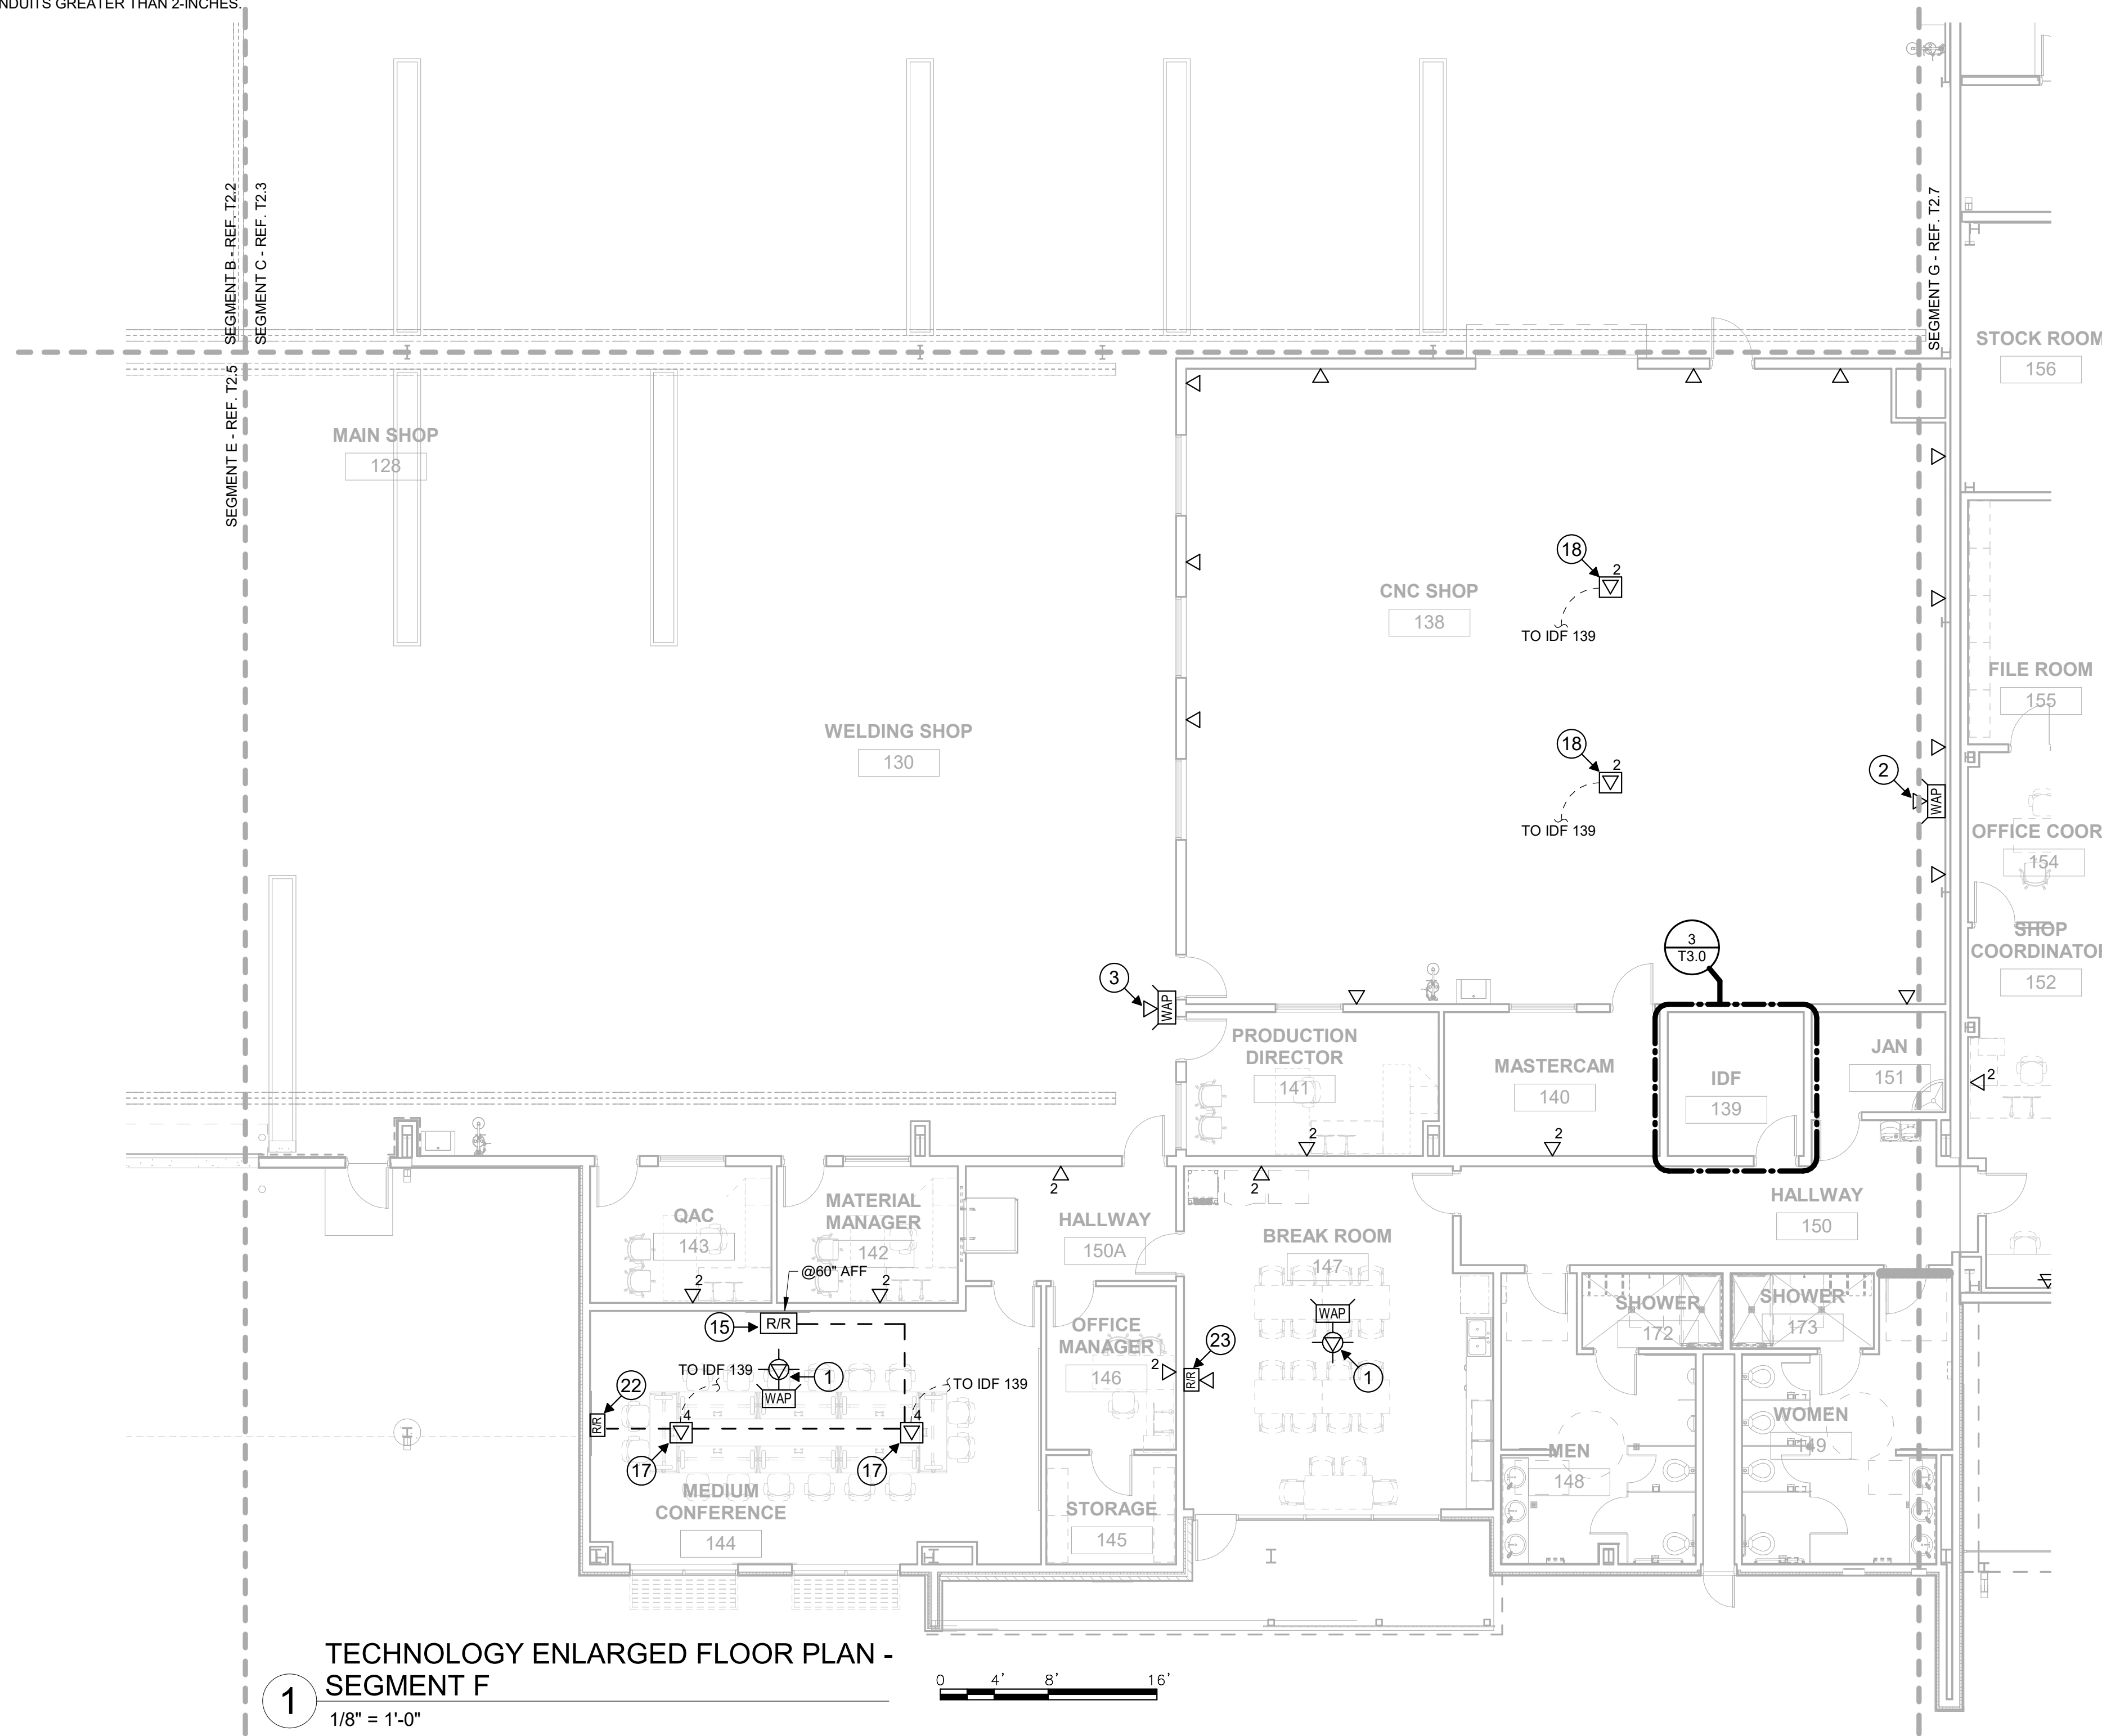 NDUITS GREATER THAN 2-INCHES.
SEGMENT B - REF. T2.2
SEGMENT C - REF. T2.3
SEGMENT G - REF. T2.7
SEGMENT E - REF. T2.5
STOCK ROOM
156
MAIN SHOP
128
18
2
CNC SHOP
138
TO IDF 139
FILE ROOM
155
WELDING SHOP
130
18
2
TO IDF 139
2
WAP
OFFICE COOR
154
3
T3.0
SHOP
COORDINATOR
152
3
WAP
PRODUCTION
DIRECTOR
141
MASTERCAM
140
IDF
139
JAN
151
2
2
2
QAC
143
MATERIAL
MANAGER
142
2
HALLWAY
150A
2
BREAK ROOM
147
HALLWAY
150
@60" AFF
2
2
15
R/R
SHOWER
172
SHOWER
173
OFFICE
MANAGER
146
2
23
R/R
WAP
1
TO IDF 139
1
WAP
TO IDF 139
22
R/R
4
4
17
17
WOMEN
149
MEN
148
MEDIUM
CONFERENCE
144
STORAGE
145
TECHNOLOGY ENLARGED FLOOR PLAN -
SEGMENT F
1
1/8" = 1'-0"
0 4' 8' 16'